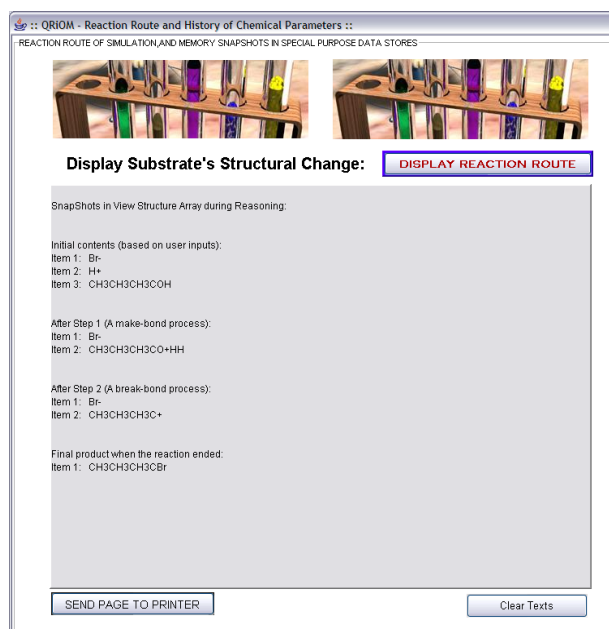 :: QRiOM - Reaction Route and History of Chemical Parameters ::
REACTION ROUTE OF SIMULATION,AND MEMORY SNAPSHOTS IN SPECIAL PURPOSE DATA STORES
Display Substrate's Structural Change: DISPLAY REACTION ROUTE
SnapShots in View Structure Array during Reasoning:
Initial contents (based on user inputs):
Item 1: Br-
Item 2: H+
Item 3: CH3CH3CH3COH
After Step 1 (A make-bond process):
Item 1: Br-
Item 2: CH3CH3CH3CO+HH
After Step 2 (A break-bond process):
Item 1: Br-
Item 2: CH3CH3CH3C+
Final product when the reaction ended:
Item 1: CH3CH3CH3CBr
SEND PAGE TO PRINTER Clear Texts